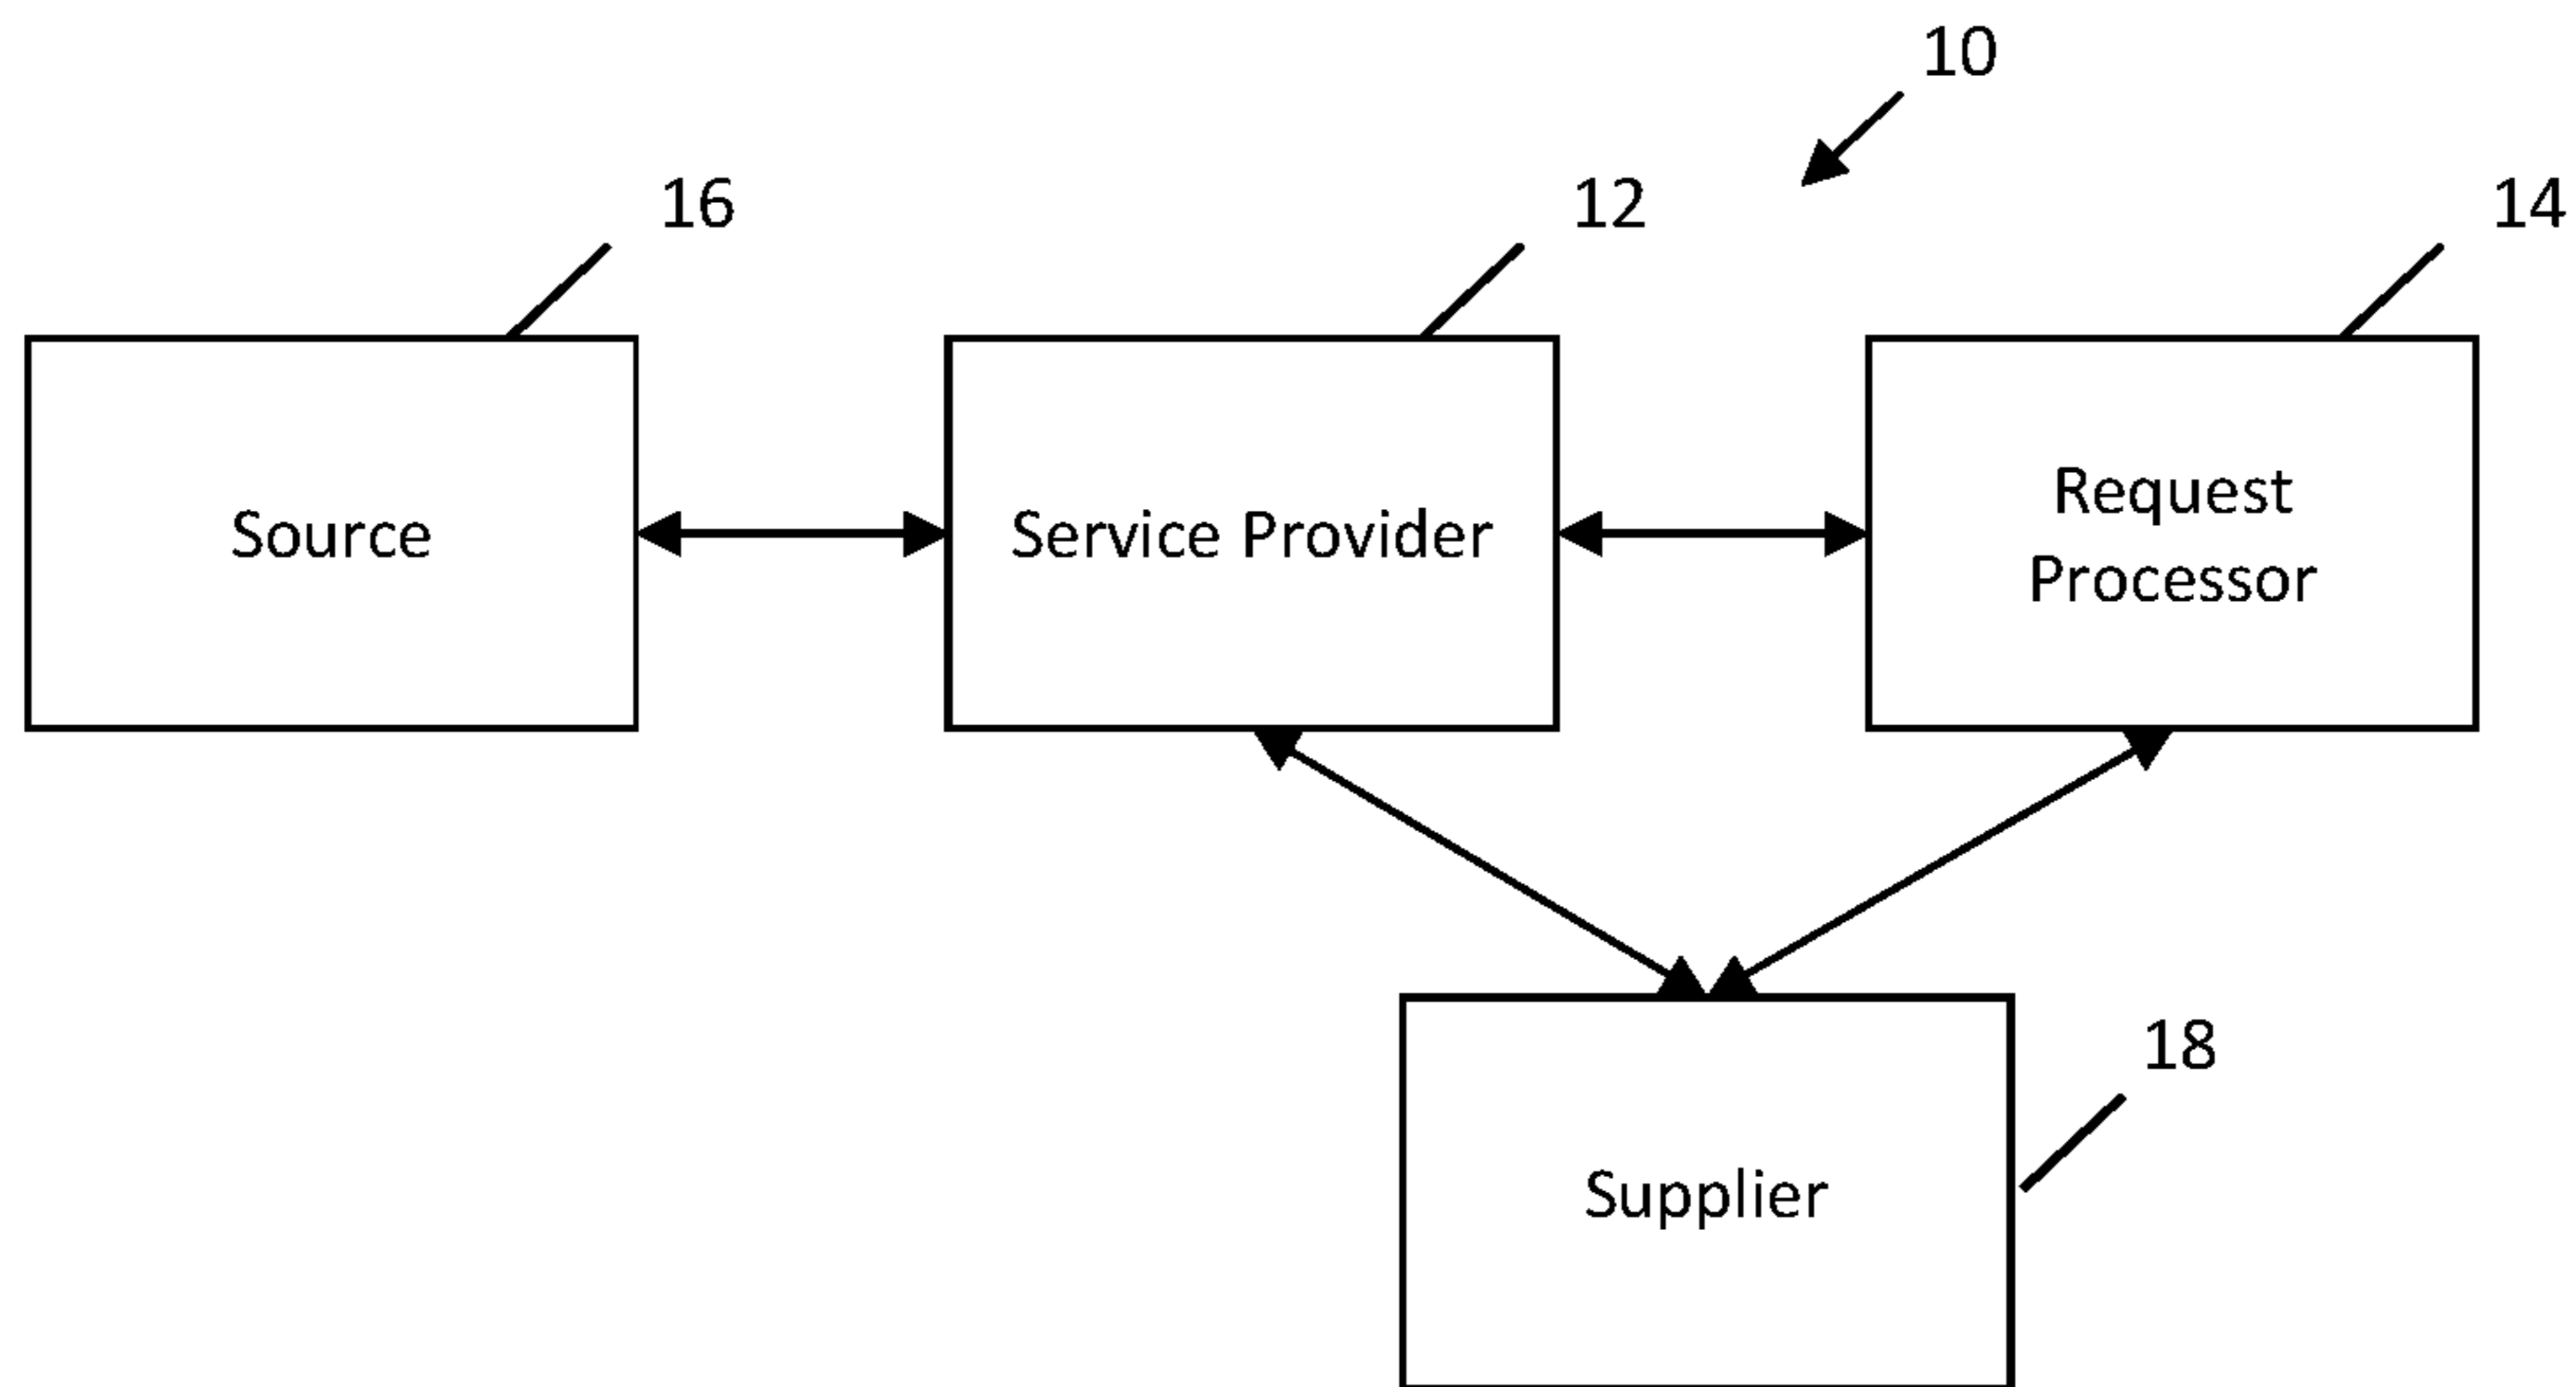 10
16
12
14
Source
Service Provider
Request
Processor
18
Supplier